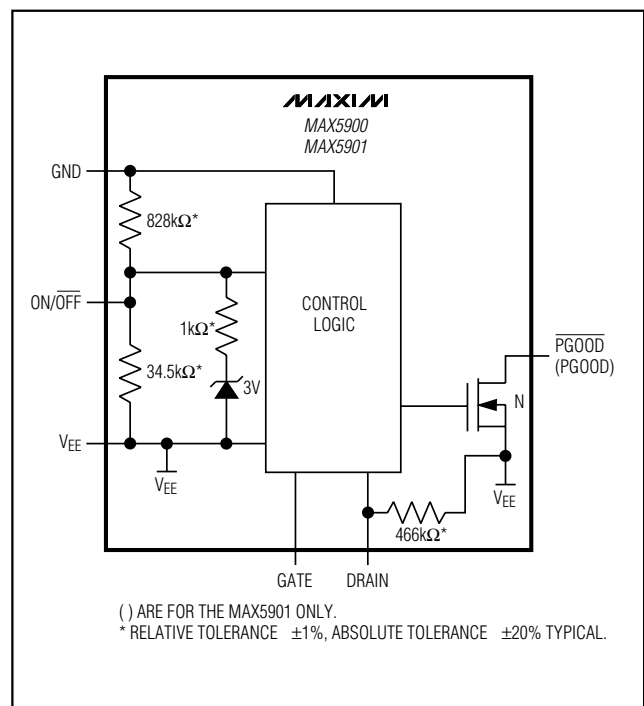 MAXIM
MAX5900
MAX5901
GND
828kΩ*
ON/OFF
CONTROL
LOGIC
1kΩ*
34.5kΩ*
3V
PGOOD
(PGOOD)
N
VEE
VEE
VEE
466kΩ*
GATE
DRAIN
( ) ARE FOR THE MAX5901 ONLY.
* RELATIVE TOLERANCE ±1%, ABSOLUTE TOLERANCE ±20% TYPICAL.